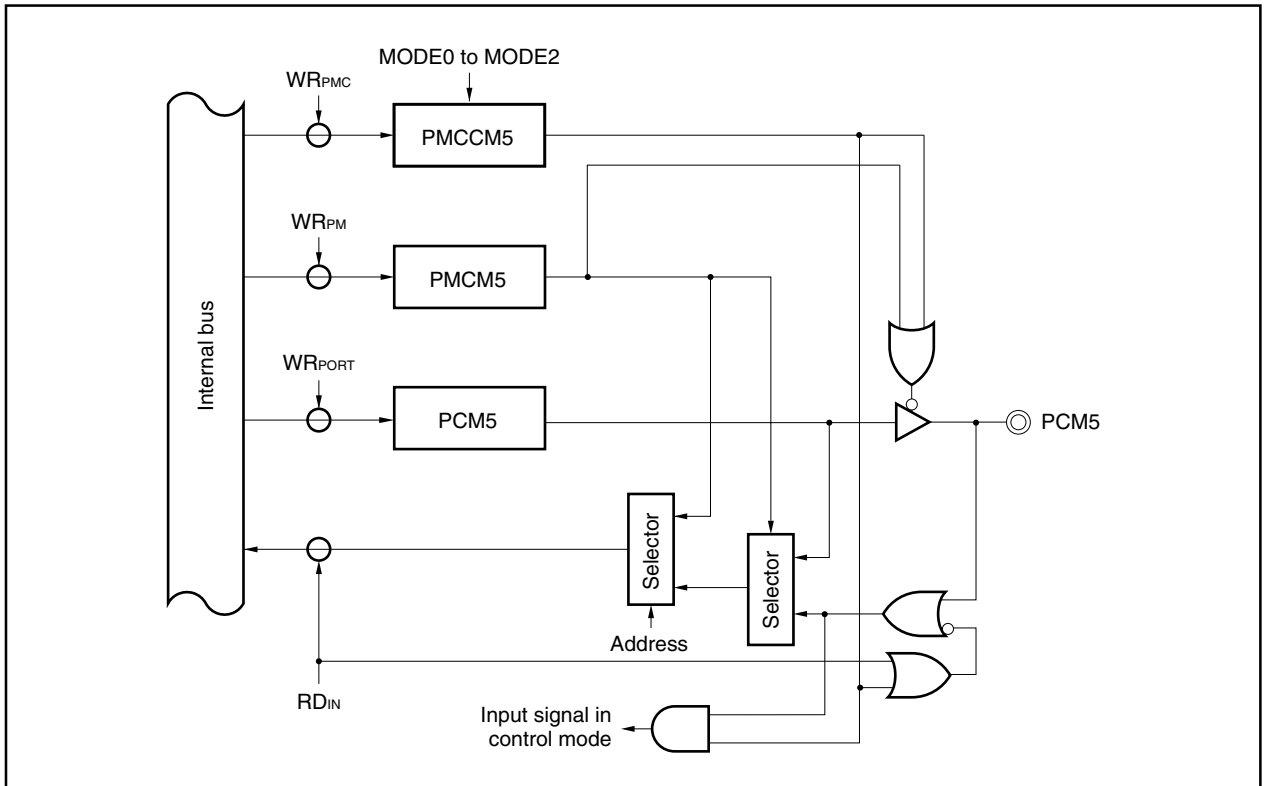 MODE0 to MODE2
WRPMC
PMCCM5
WRPM
PMCM5
Internal bus
WRPORT
PCM5
PCM5
Selector
Selector
Address
RDIN
Input signal in
control mode